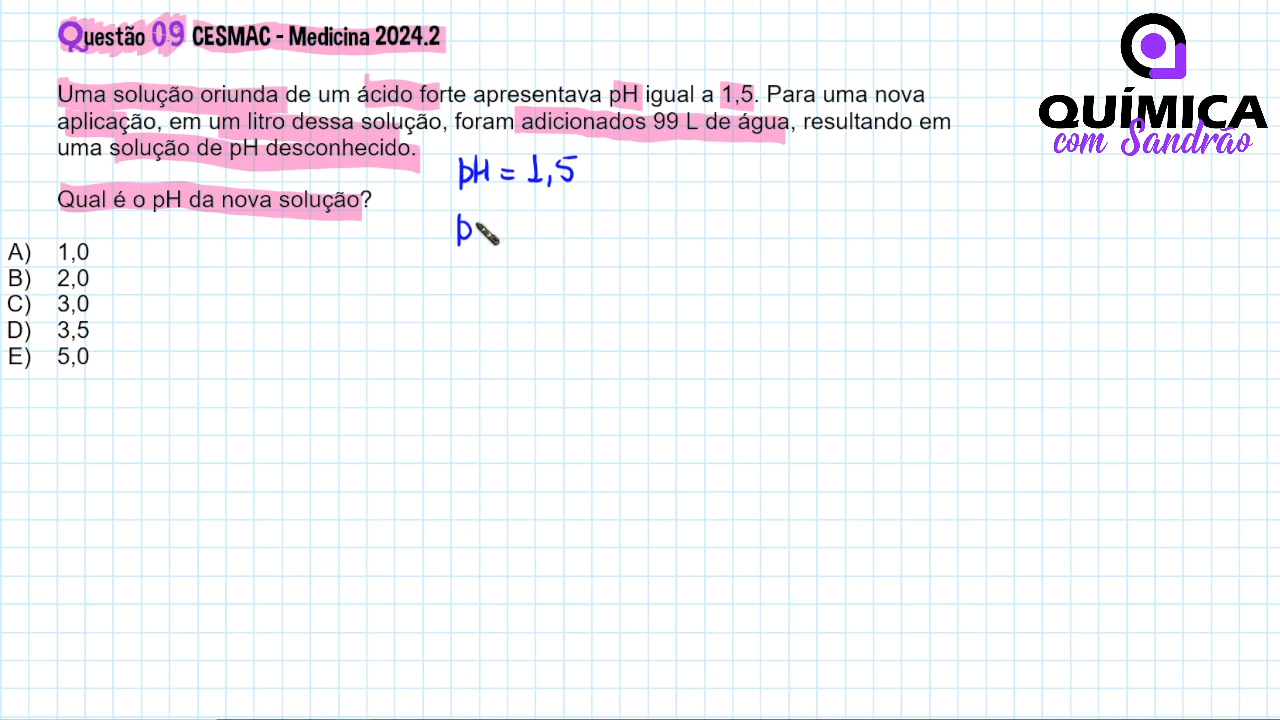 Questão 09 CESMAC - Medicina 2024.2
QUÍMICA
com Sandrão
Uma solução oriunda de um ácido forte apresentava pH igual a 1,5. Para uma nova
aplicação, em um litro dessa solução, foram adicionados 99 L de água, resultando em
uma solução de pH desconhecido.
pH = 1,5
Qual é o pH da nova solução?
p
A) 1,0
B) 2,0
C) 3,0
D) 3,5
E) 5,0